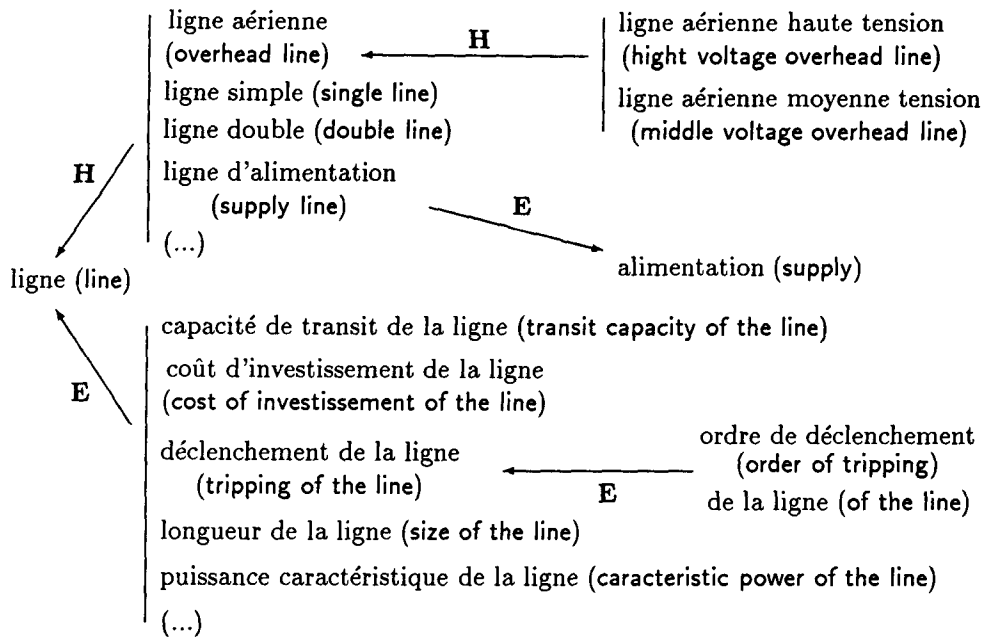 ligne aérienne
(overhead line)
H
ligne aérienne haute tension
(hight voltage overhead line)
ligne simple (single line)
ligne aérienne moyenne tension
ligne double (double line)
(middle voltage overhead line)
H
ligne d'alimentation
(supply line)
E
(...)
alimentation (supply)
ligne (line)
capacité de transit de la ligne (transit capacity of the line)
E
coût d'investissement de la ligne
(cost of investissement of the line)
déclenchement de la ligne
(tripping of the line)
E
ordre de déclenchement
(order of tripping)
de la ligne (of the line)
longueur de la ligne (size of the line)
puissance caractéristique de la ligne (caracteristic power of the line)
(...)